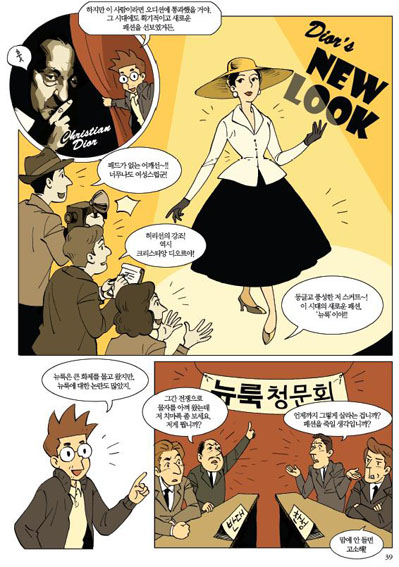 하지만 이 사람이라면 오디션에 통과했을 거야.
그 시대에도 획기적이고 새로운
패션을 선보였거든.
훗
Christian
Dior
Dior's
NEW
LOOK
패드가 없는 어깨선~!!
너무나도 여성스럽군!
허리선의 강조!
역시
크리스티앙 디오르야!
둥글고 풍성한 저 스커트~!
이 시대의 새로운 패션,
'뉴룩'이야!!
뉴룩은 큰 화제를 몰고 왔지만,
뉴룩에 대한 논란도 많았지.
뉴룩 청문회
그간 전쟁으로
물자를 아껴 왔는데
저 치마폭 좀 보세요.
저게 뭡니까?
언제까지 그렇게 살라는 겁니까?
패션을 죽일 생각입니까?
반대
찬성
맘에 안 들면
고소해!
39